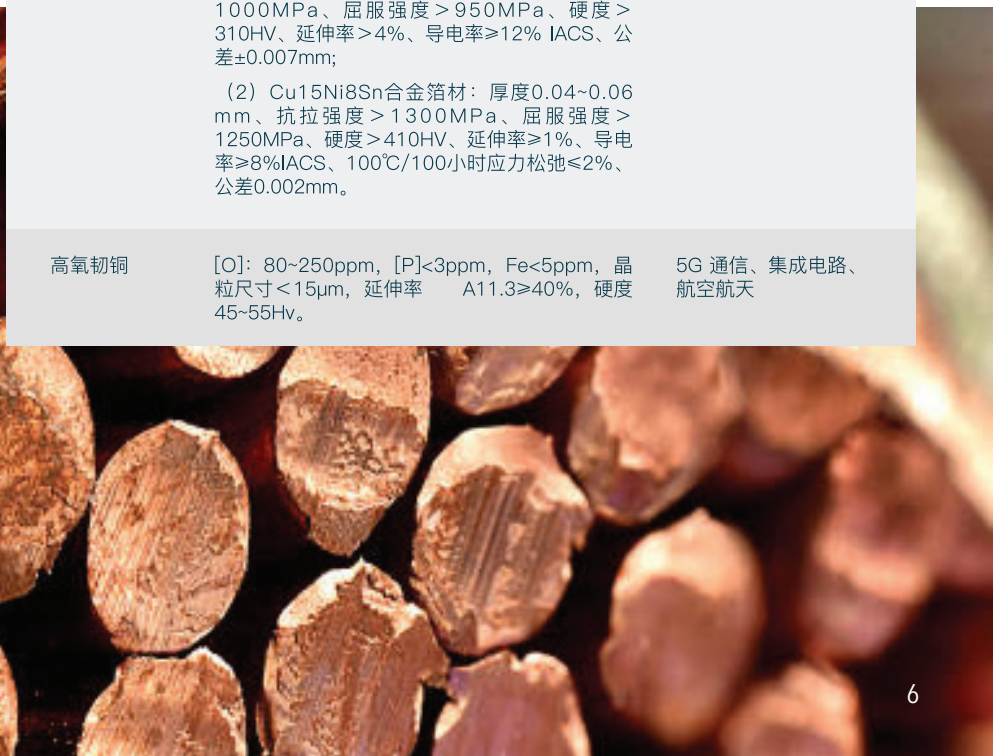 1000MPa、屈服强度＞950MPa、硬度＞
310HV、延伸率＞4%、导电率≥12% IACS、公
差±0.007mm;
（2）Cu15Ni8Sn合金箔材：厚度0.04~0.06
mm、抗拉强度＞1300MPa、屈服强度＞
1250MPa、硬度＞410HV、延伸率≥1%、导电
率≥8%IACS、100℃/100小时应力松弛≤2%、
公差0.002mm。
高氧韧铜
[O]：80~250ppm，[P]<3ppm，Fe<5ppm，晶
粒尺寸＜15μm，延伸率 A11.3≥40%，硬度
45~55Hv。
5G 通信、集成电路、
航空航天
6